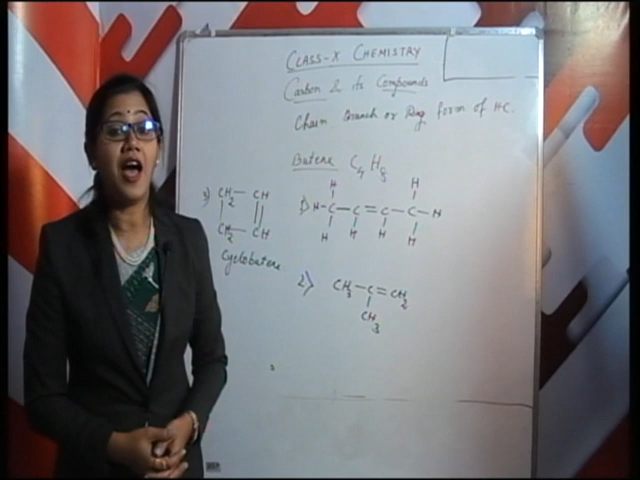 CLASS-X CHEMISTRY
Carbon & its Compounds
Chain Branch or Ring form of HC.
Butene C4H8
1) H-C-C=C-C-H
H H
H H H H
2) CH3-C=CH2
CH3
3) CH2-CH
CH2-CH
Cyclobutene